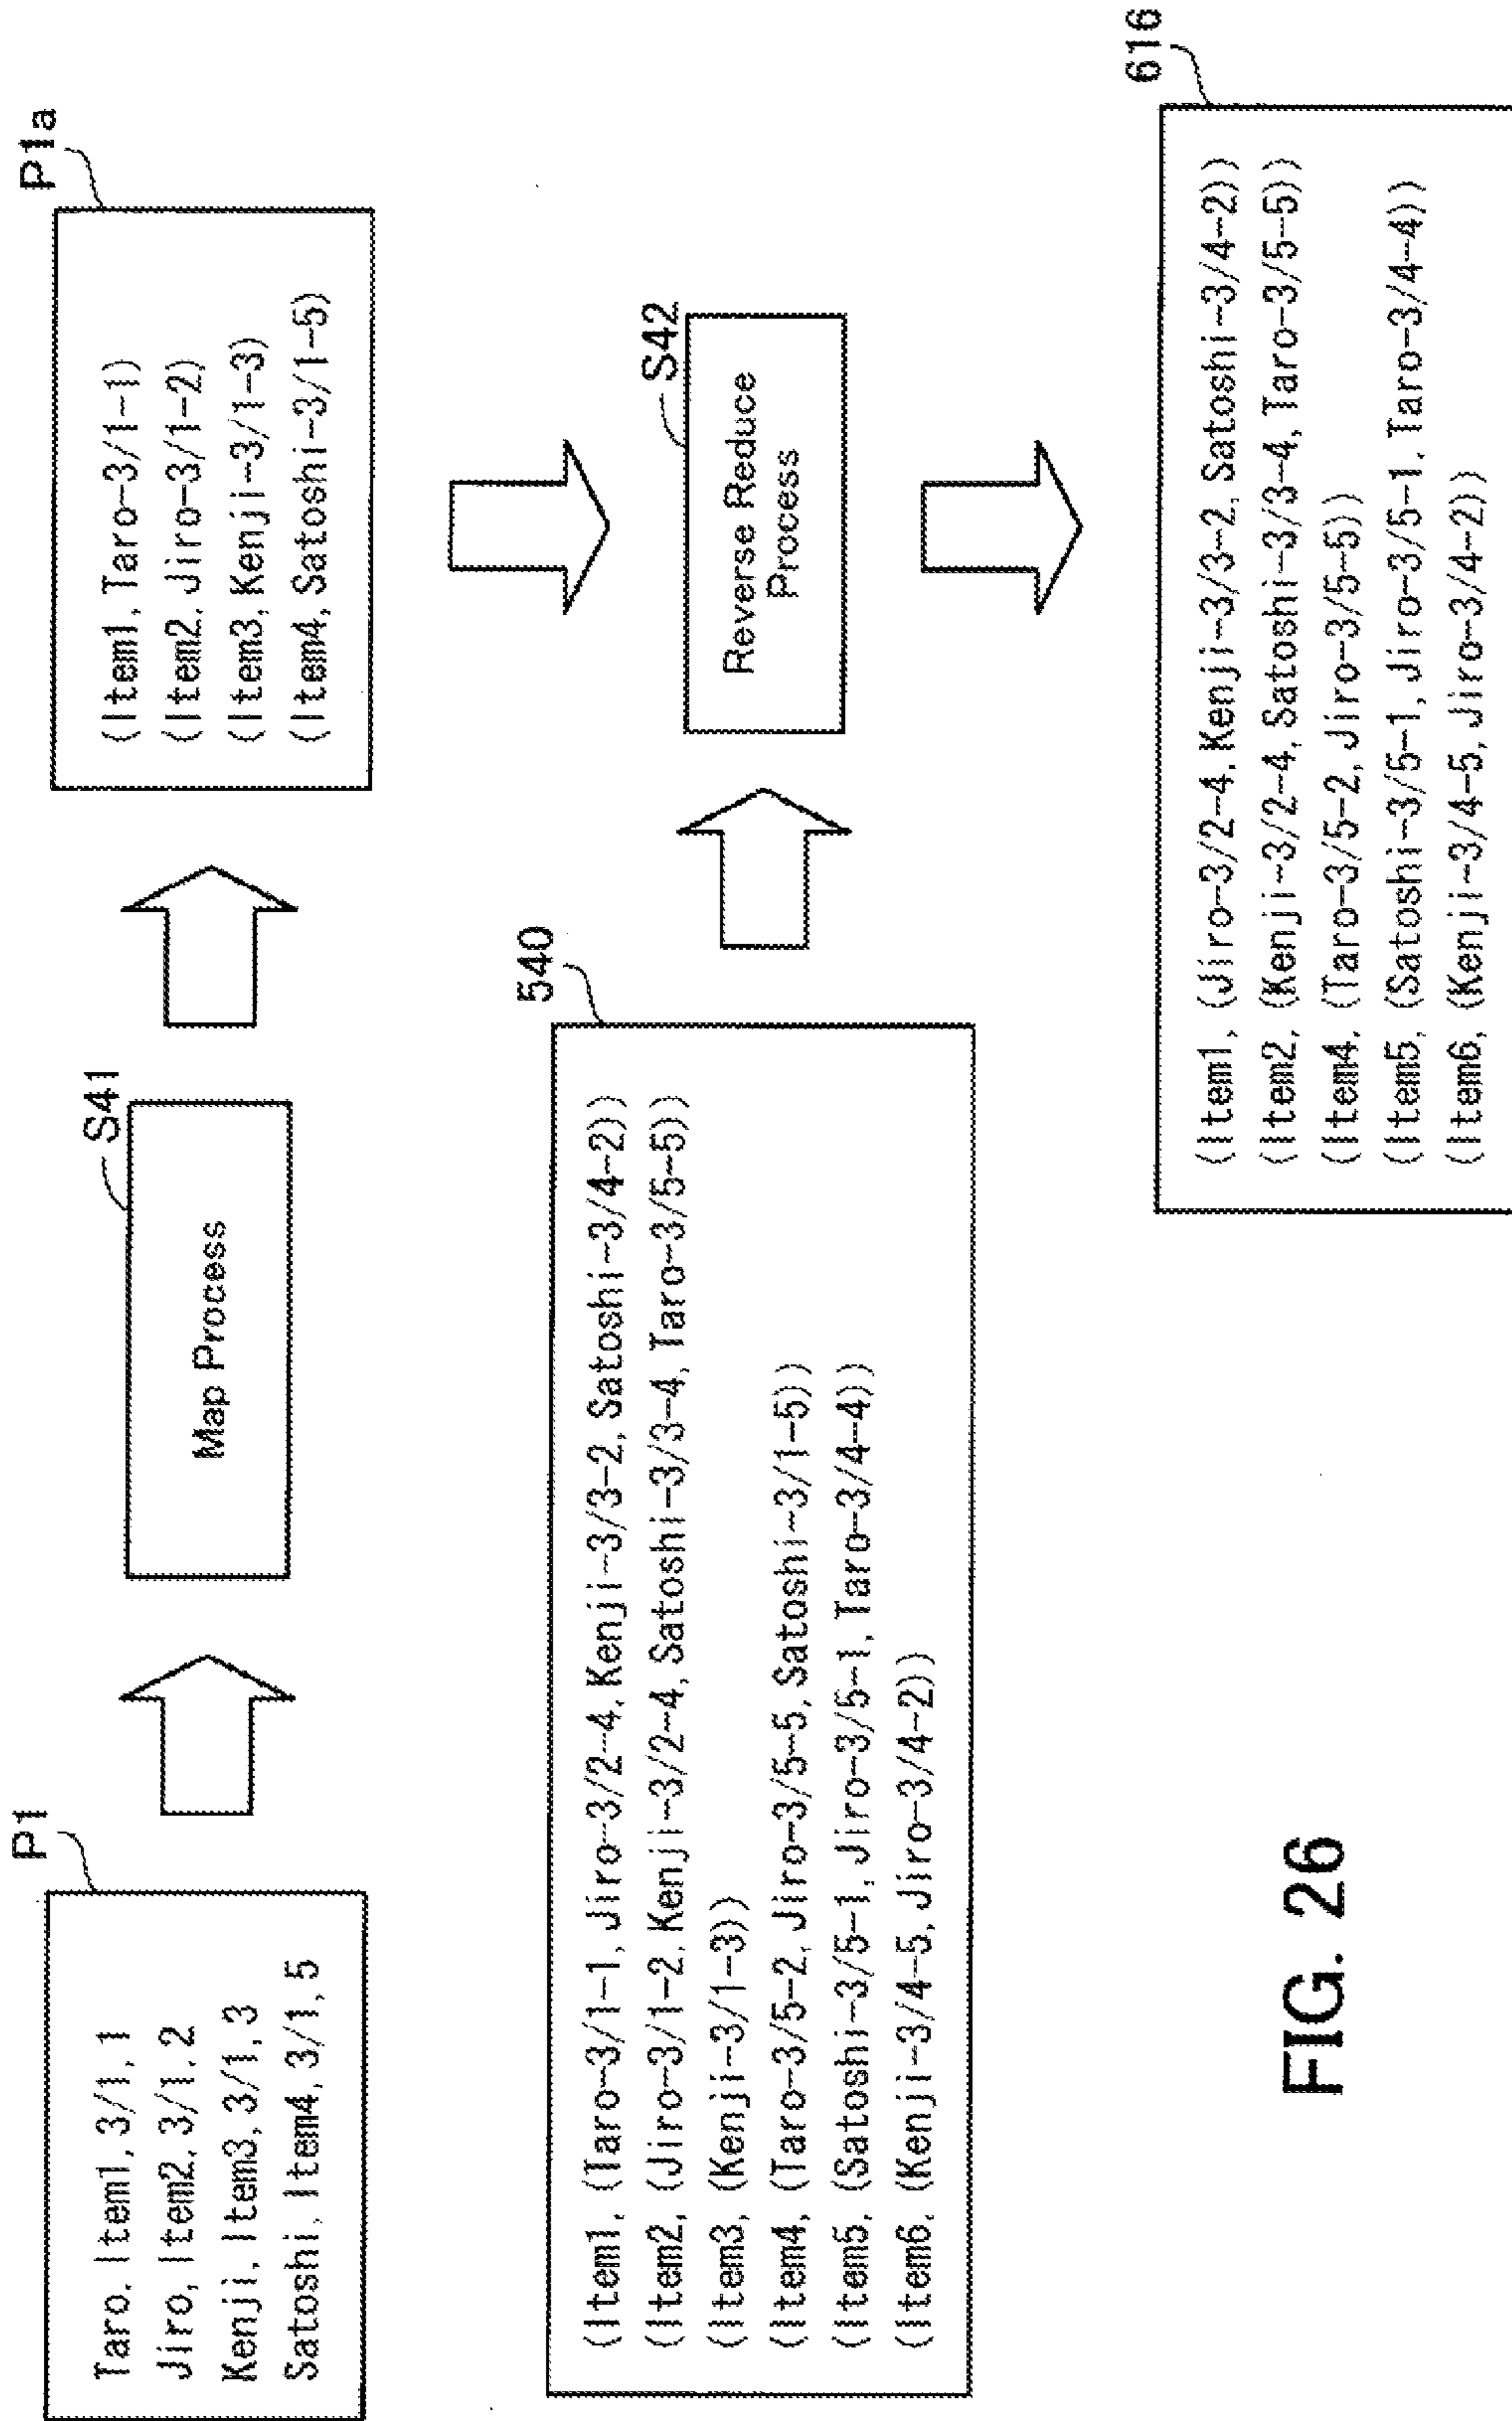 P1
Taro, Item1, 3/1, 1
Jiro, Item2, 3/1, 2
Kenji, Item3, 3/1, 3
Satoshi, Item4, 3/1, 5
S41
Map Process
P1a
(Item1, Taro-3/1-1)
(Item2, Jiro-3/1-2)
(Item3, Kenji-3/1-3)
(Item4, Satoshi-3/1-5)
540
(Item1, (Taro-3/1-1, Jiro-3/2-4, Kenji-3/3-2, Satoshi-3/4-2))
(Item2, (Jiro-3/1-2, Kenji-3/2-4, Satoshi-3/3-4, Taro-3/5-5))
(Item3, (Kenji-3/1-3))
(Item4, (Taro-3/5-2, Jiro-3/5-5, Satoshi-3/1-5))
(Item5, (Satoshi-3/5-1, Jiro-3/5-1, Taro-3/4-4))
(Item6, (Kenji-3/4-5, Jiro-3/4-2))
S42
Reverse Reduce
Process
616
(Item1, (Jiro-3/2-4, Kenji-3/3-2, Satoshi-3/4-2))
(Item2, (Kenji-3/2-4, Satoshi-3/3-4, Taro-3/5-5))
(Item4, (Taro-3/5-2, Jiro-3/5-5))
(Item5, (Satoshi-3/5-1, Jiro-3/5-1, Taro-3/4-4))
(Item6, (Kenji-3/4-5, Jiro-3/4-2))
FIG. 26